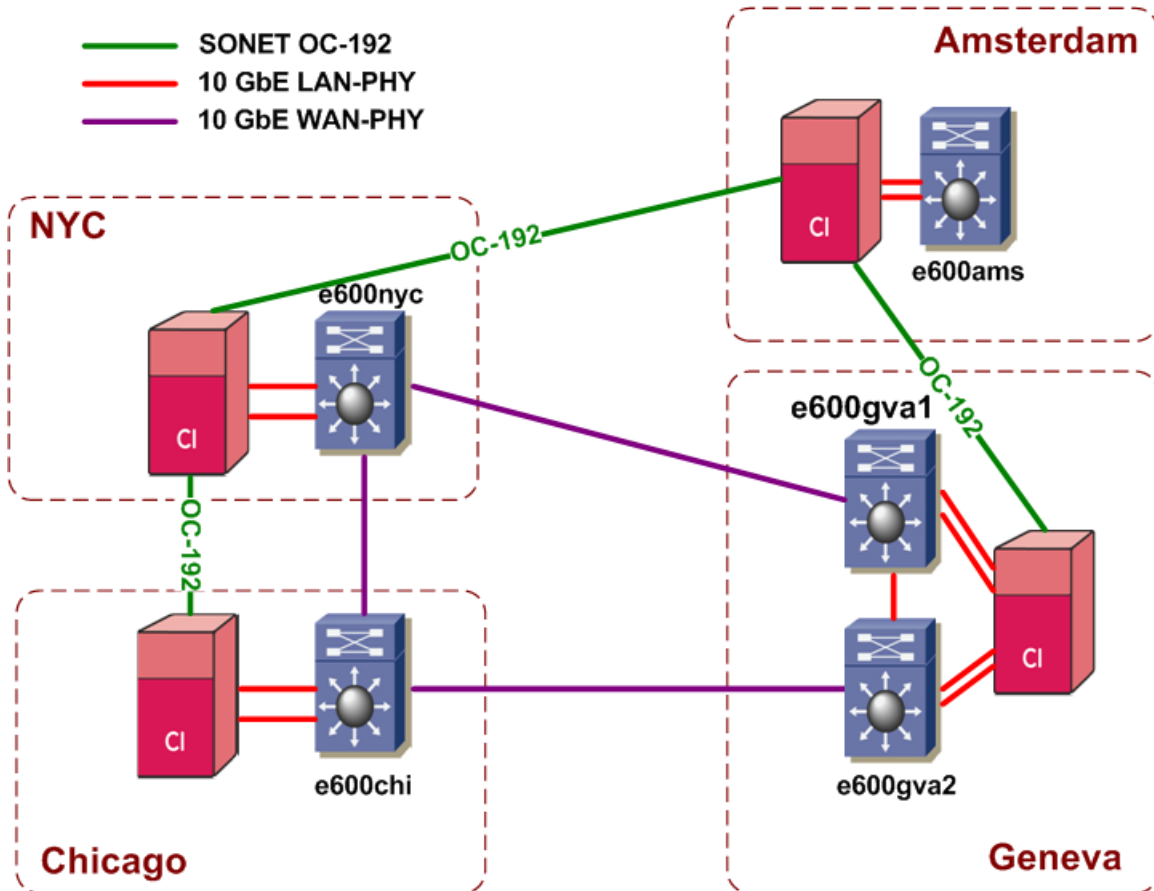 SONET OC-192
10 GbE LAN-PHY
10 GbE WAN-PHY
Amsterdam
CI
e600ams
OC-192
NYC
e600nyc
CI
OC-192
e600gva1
OC-192
CI
e600gva2
Geneva
CI
e600chi
Chicago